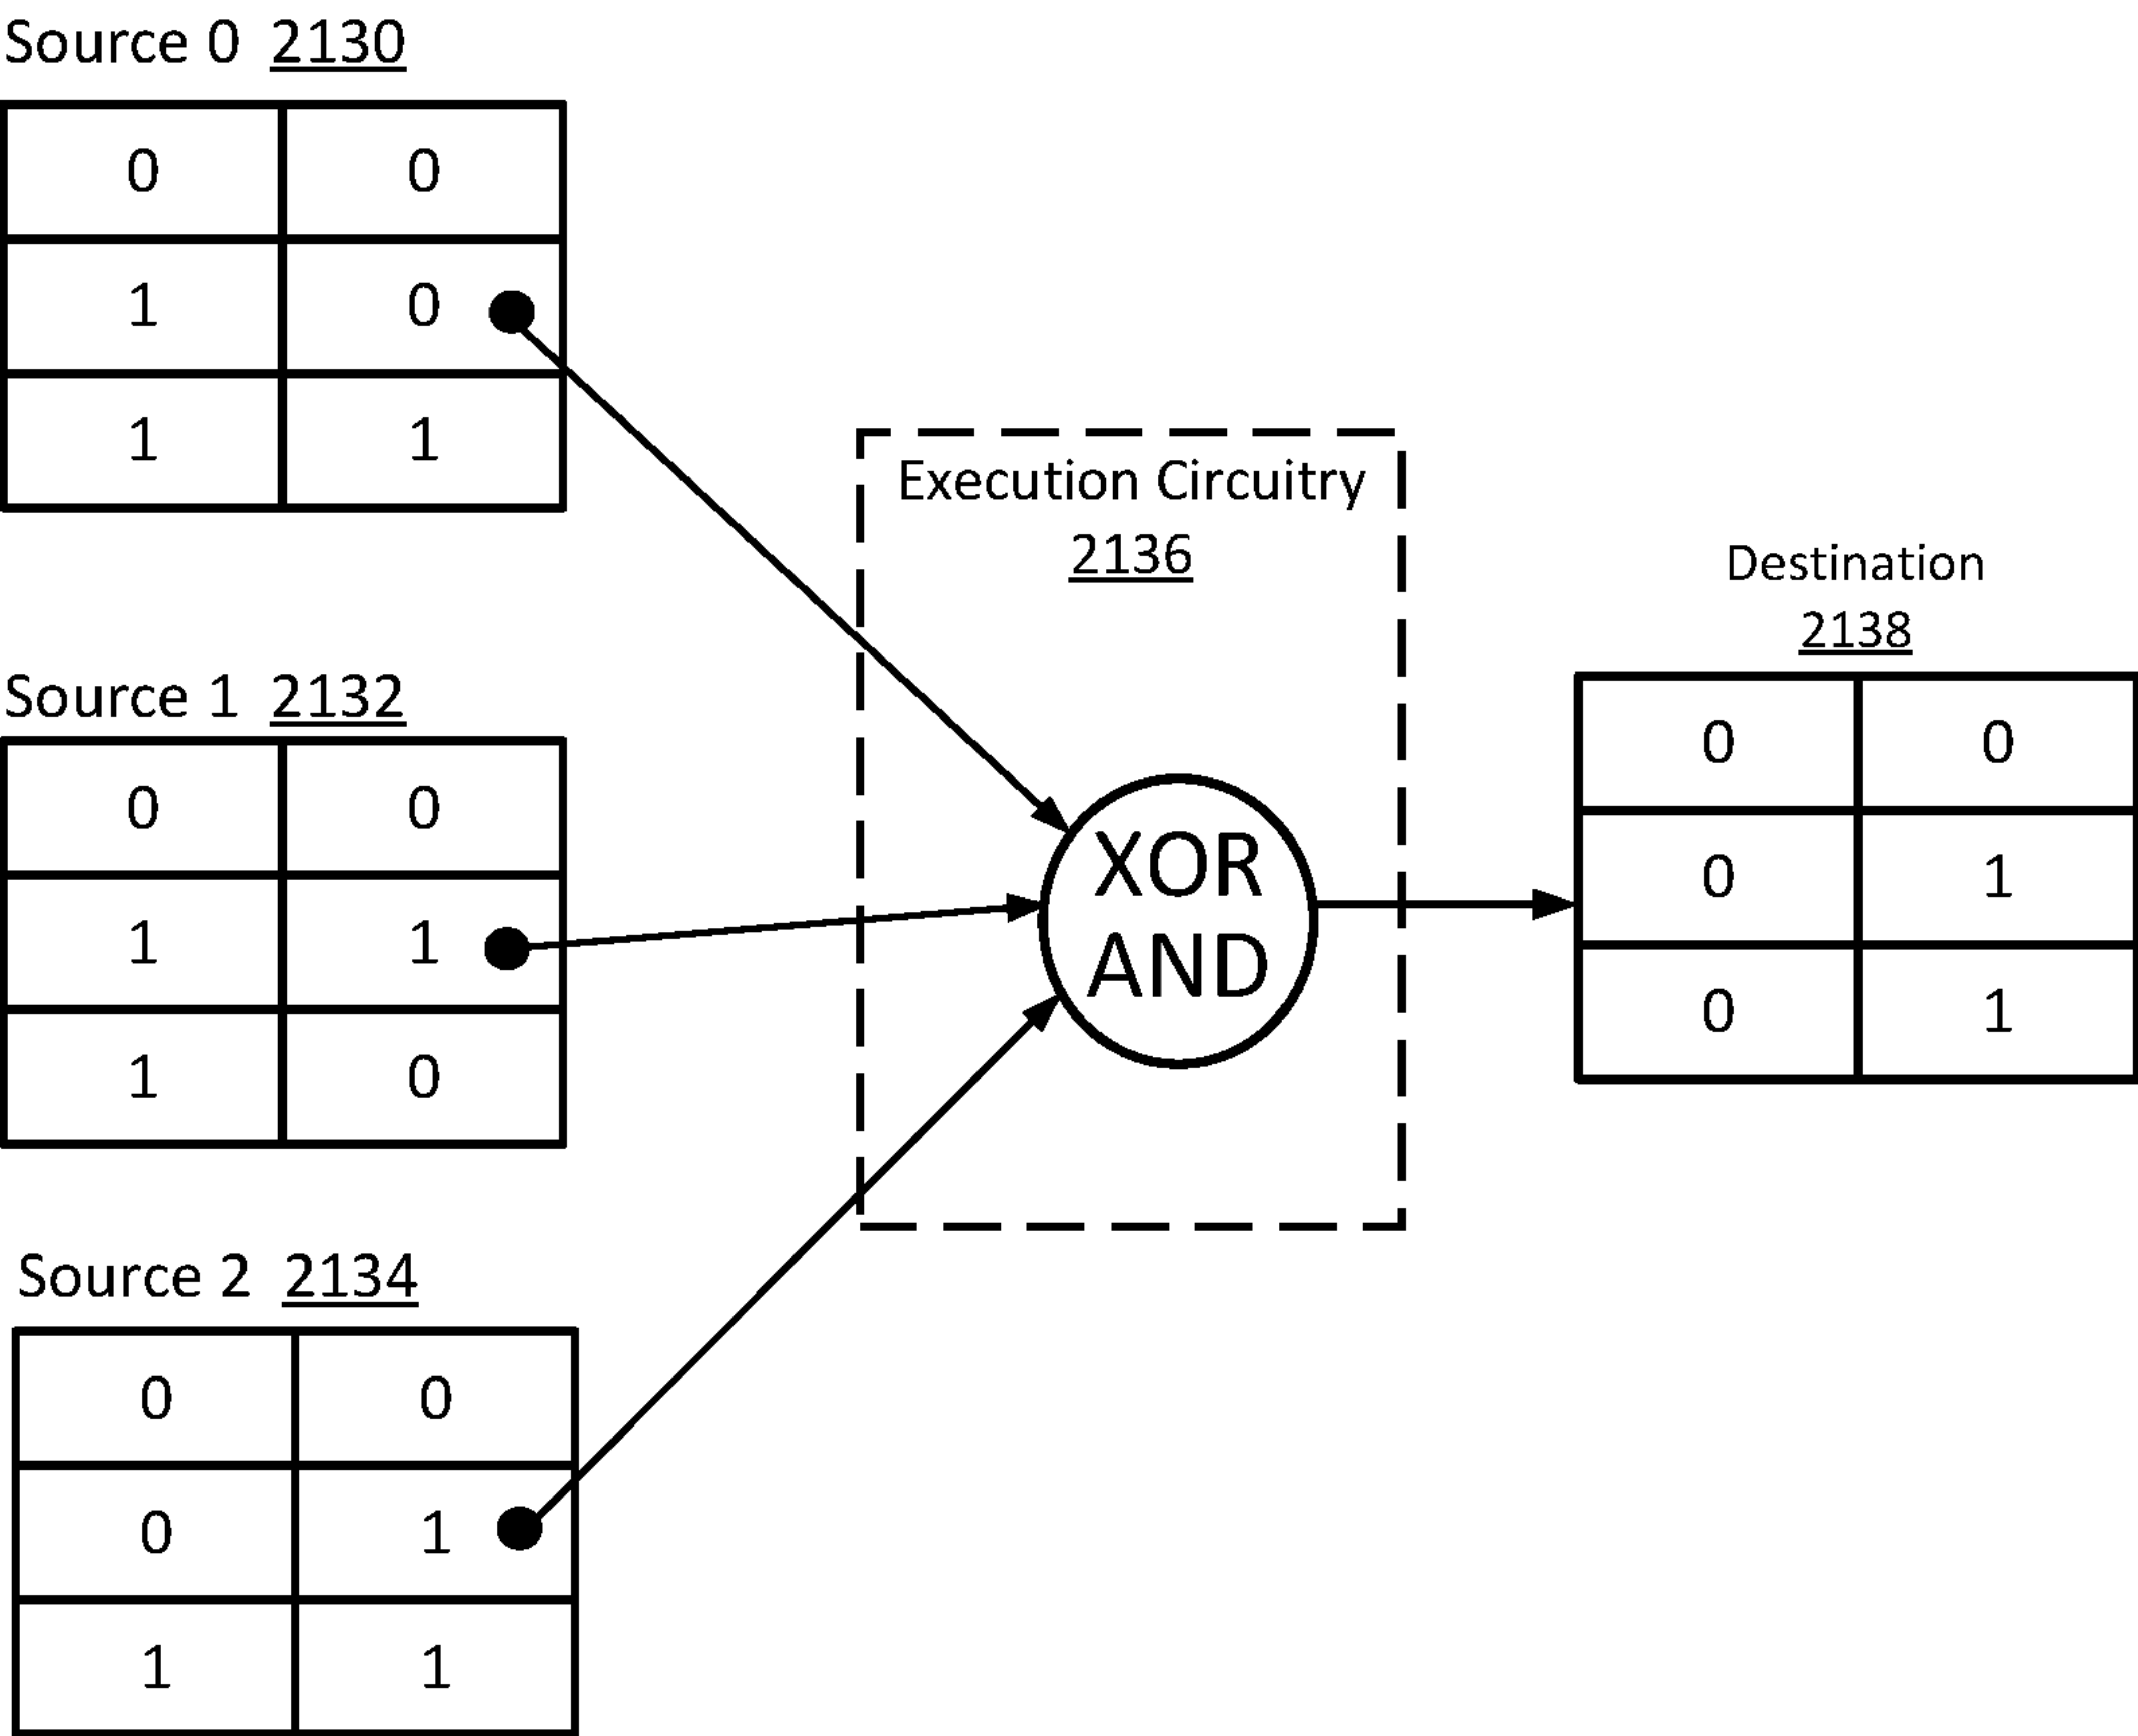 Source 0 2130
0 0
1 0
1 1
Source 1 2132
0 0
1 1
1 0
Source 2 2134
0 0
0 1
1 1
Execution Circuitry
2136
XOR
AND
Destination
2138
0 0
0 1
0 1